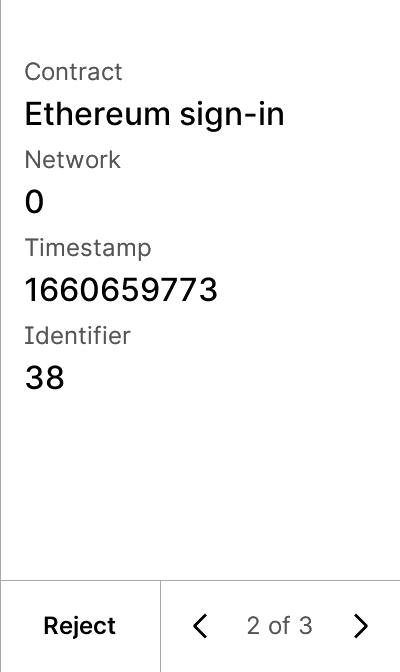 Contract
Ethereum sign-in
Network
0
Timestamp
1660659773
Identifier
38
Reject
2 of 3